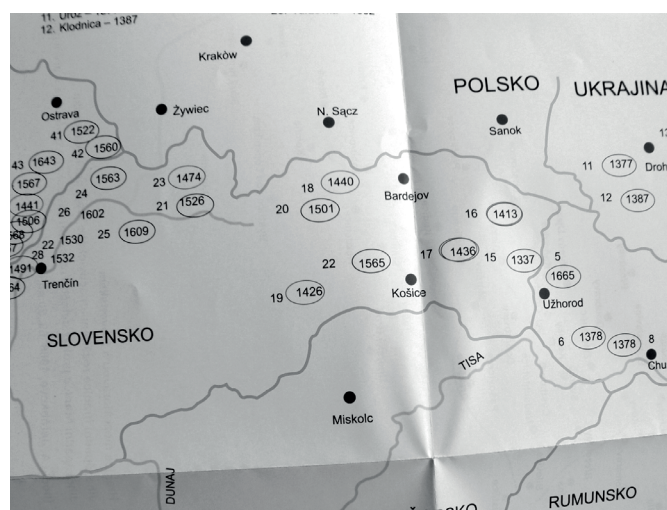 12. Klodnica – 1387
Kraków
POLSKO
UKRAJINA
Ostrava
Żywiec
N. Sącz
Sanok
41 1522
42 1560
43 1643
11 1377
1567
1563
23 1474
18 1440
Bardejov
12 1387
24
1441
26 1602
21 1526
20 1501
16 1413
1606
22 1530
25 1609
28 1532
22 1565
17 1436
15 1337
5
1665
1491
Trenčín
19 1426
Košice
Užhorod
SLOVENSKO
6 1378
1378 8
TISA
Miskolc
DUNAJ
RUMUNSKO